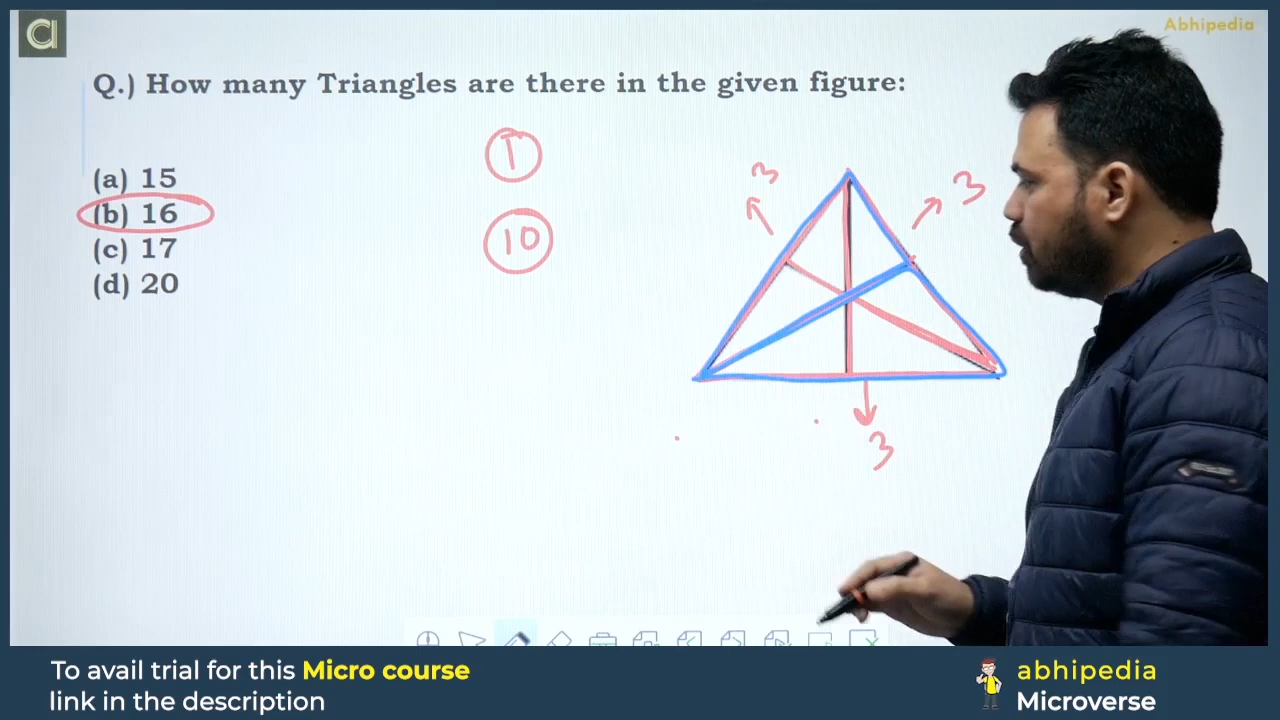 Abhipedia
Q.) How many Triangles are there in the given figure:
(a) 15
(b) 16
(c) 17
(d) 20
1
10
3
3
3
To avail trial for this Micro course
link in the description
abhipedia
Microverse